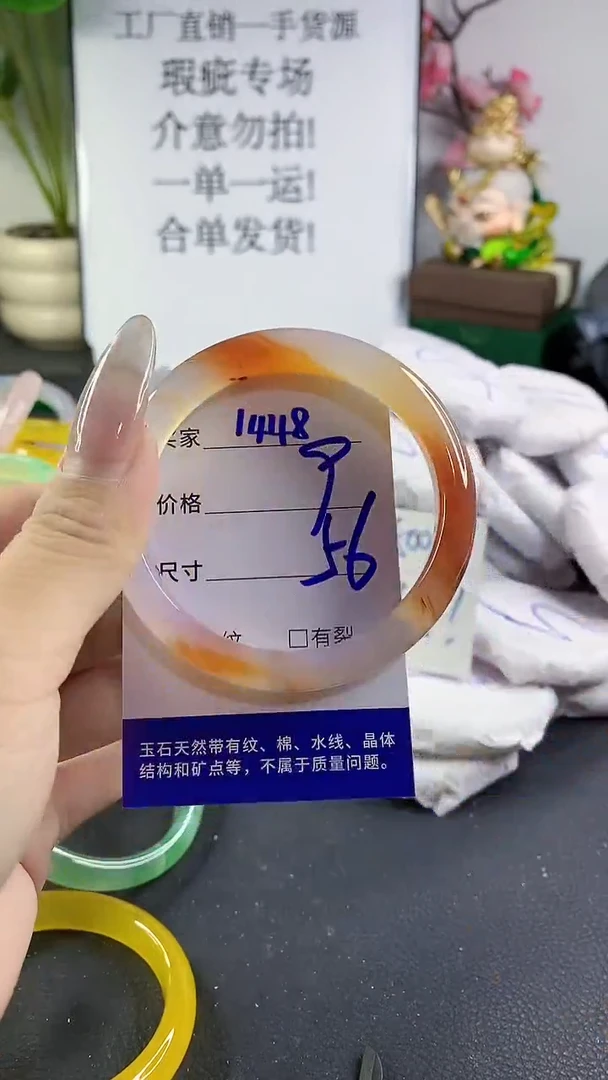 工厂直销一手货源
瑕疵专场
介意勿拍!
一单一运!
合单发货!
买家 1448
价格
尺寸 56
纹 □有裂
玉石天然带有纹、棉、水线、晶体
结构和矿点等，不属于质量问题。